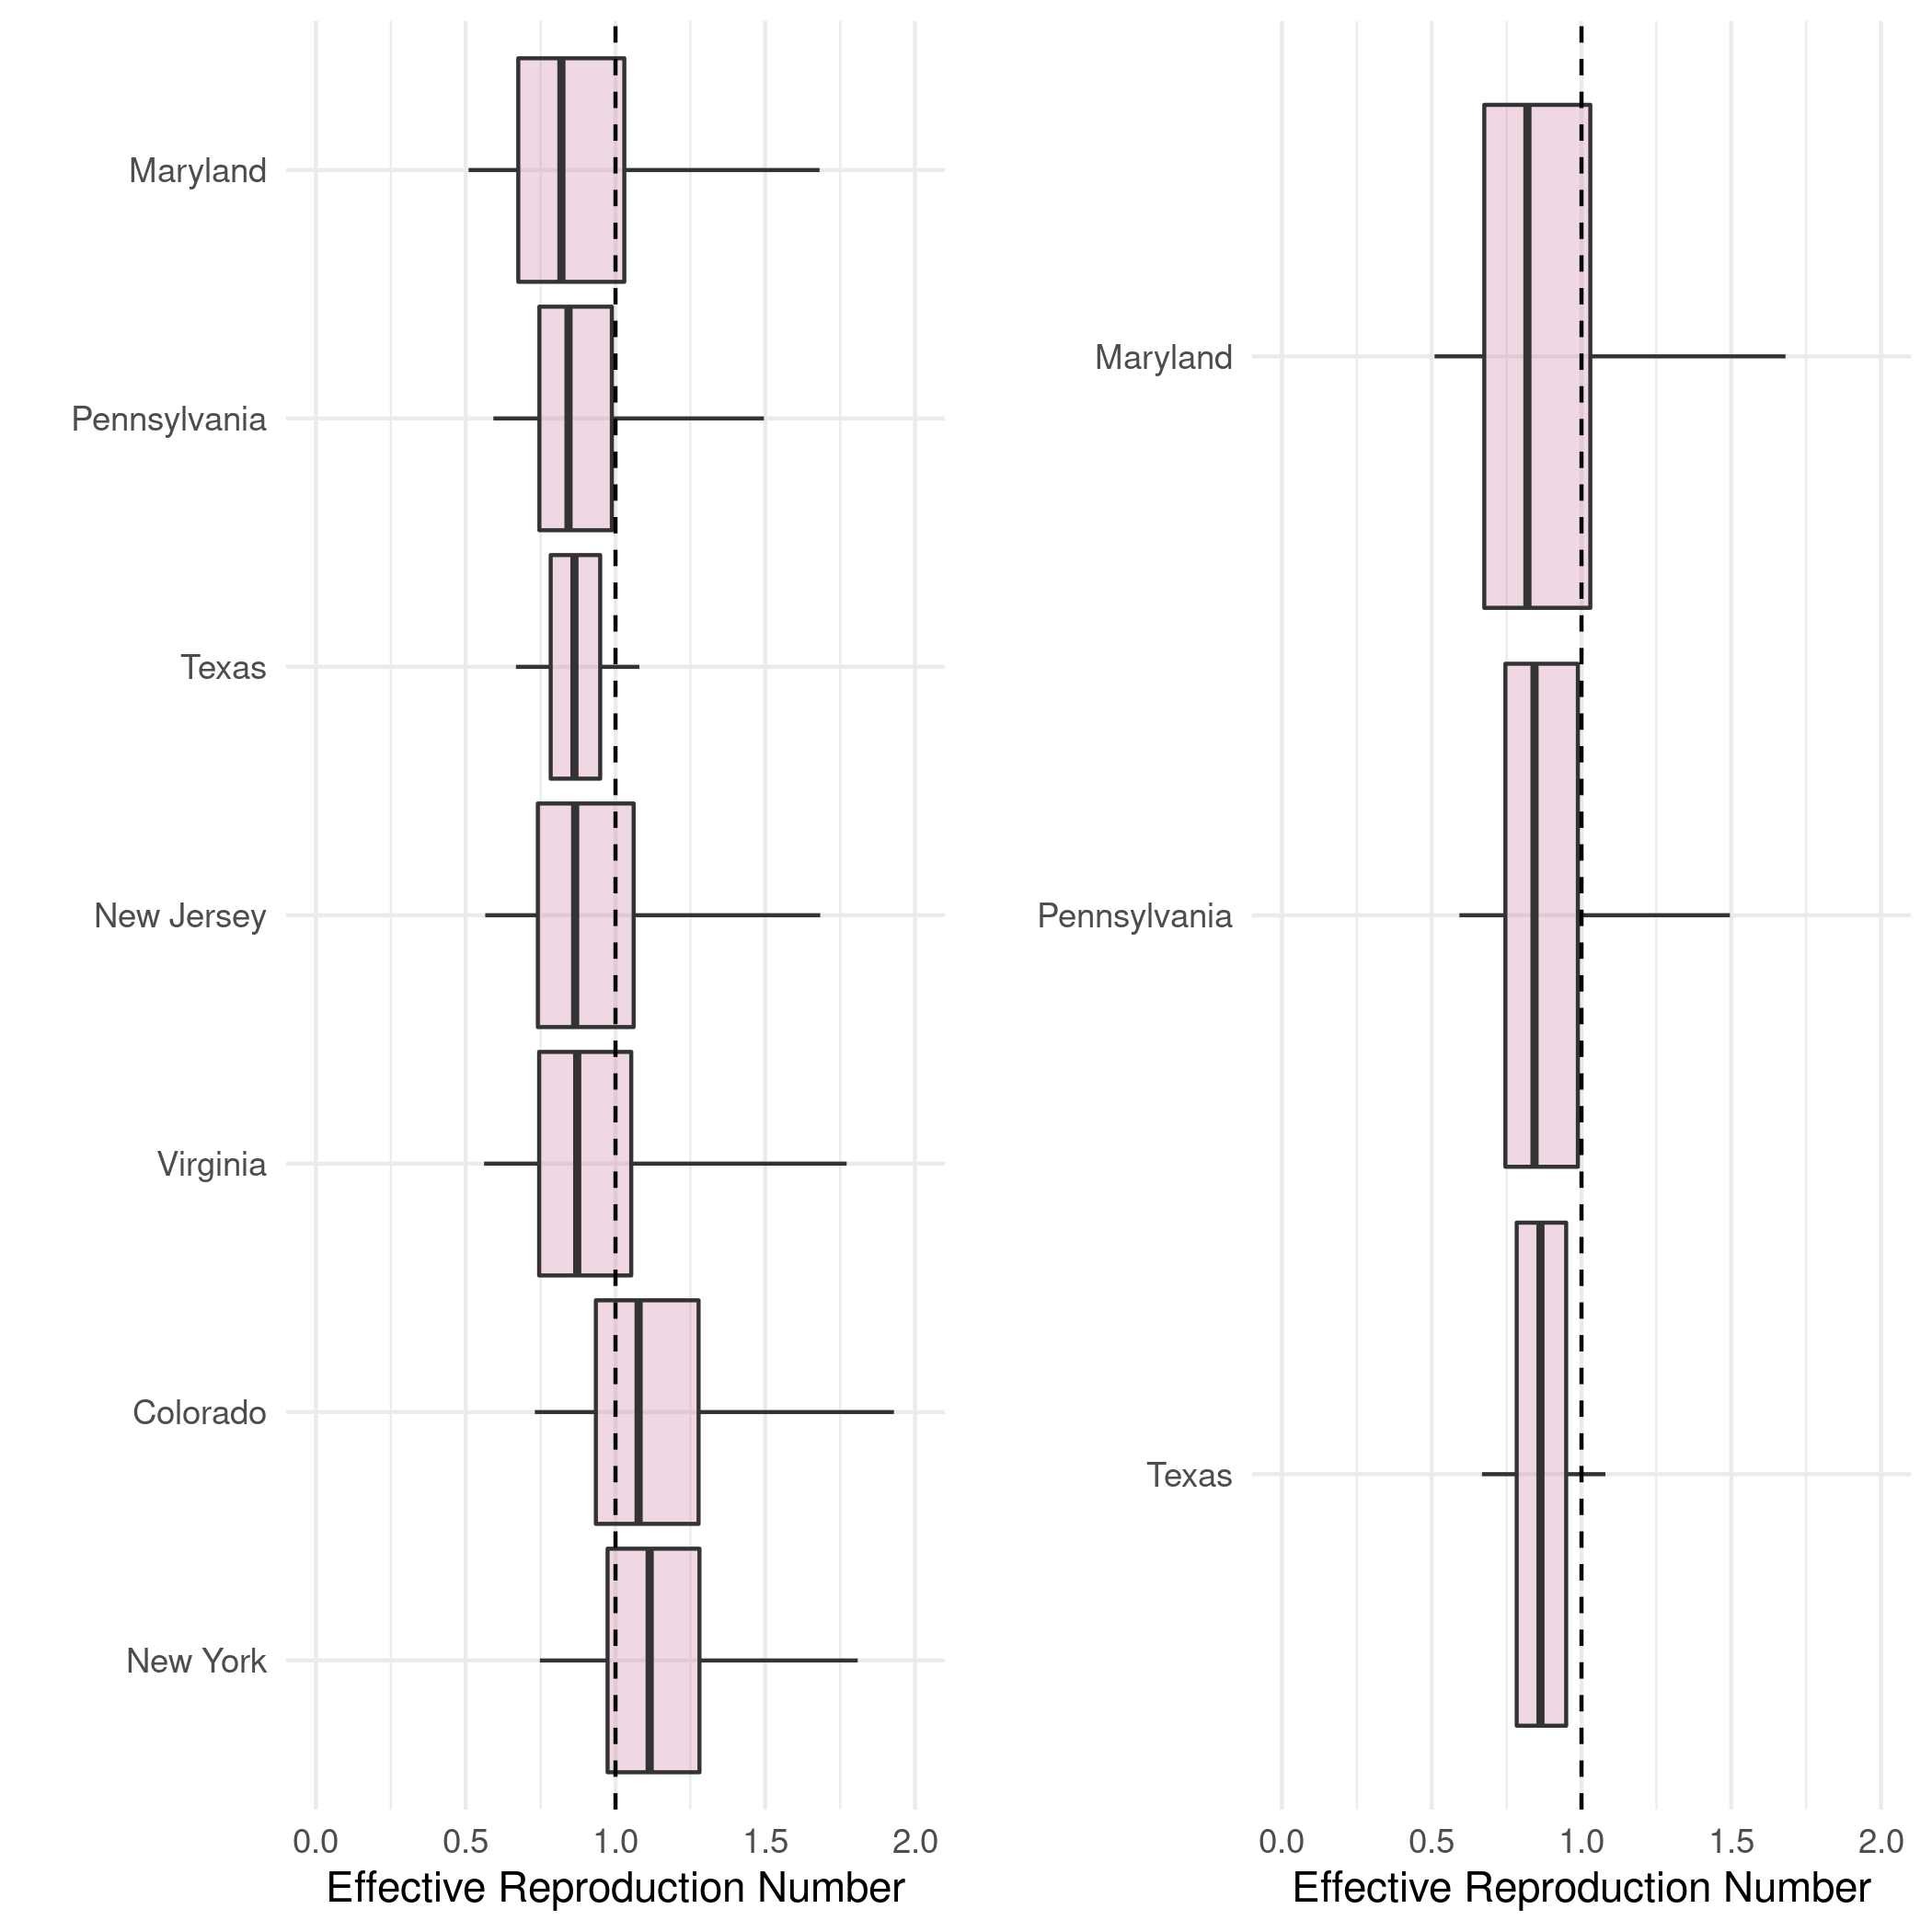 Maryland
Pennsylvania
Texas
New Jersey
Virginia
Colorado
New York
0.0 0.5 1.0 1.5 2.0
Effective Reproduction Number
Maryland
Pennsylvania
Texas
0.0 0.5 1.0 1.5 2.0
Effective Reproduction Number